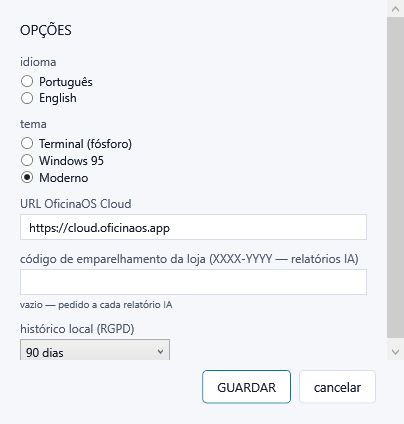 OPÇÕES
idioma
Português
English
tema
Terminal (fósforo)
Windows 95
Moderno
URL OficinaOS Cloud
https://cloud.oficinaos.app
código de emparelhamento da loja (XXXX-YYYY — relatórios IA)
vazio — pedido a cada relatório IA
histórico local (RGPD)
90 dias
GUARDAR
cancelar